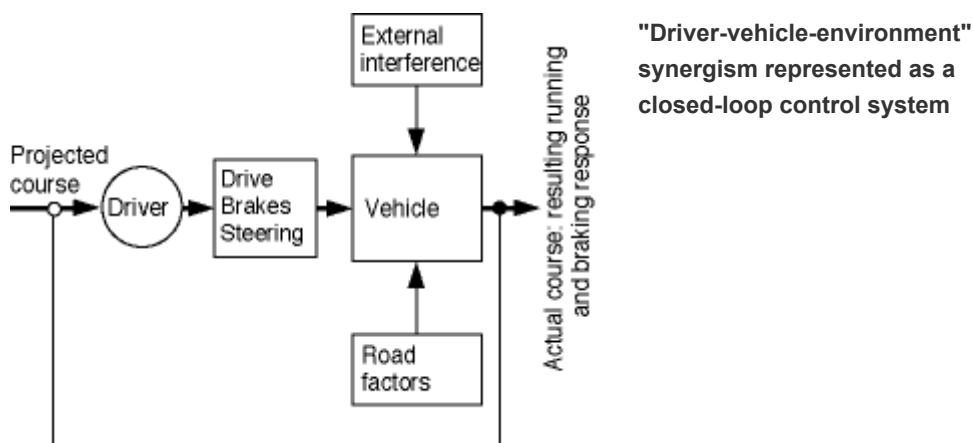 External
interference
"Driver-vehicle-environment"
synergism represented as a
closed-loop control system
Projected
course
Driver
Drive
Brakes
Steering
Vehicle
Actual course: resulting running
and braking response
Road
factors